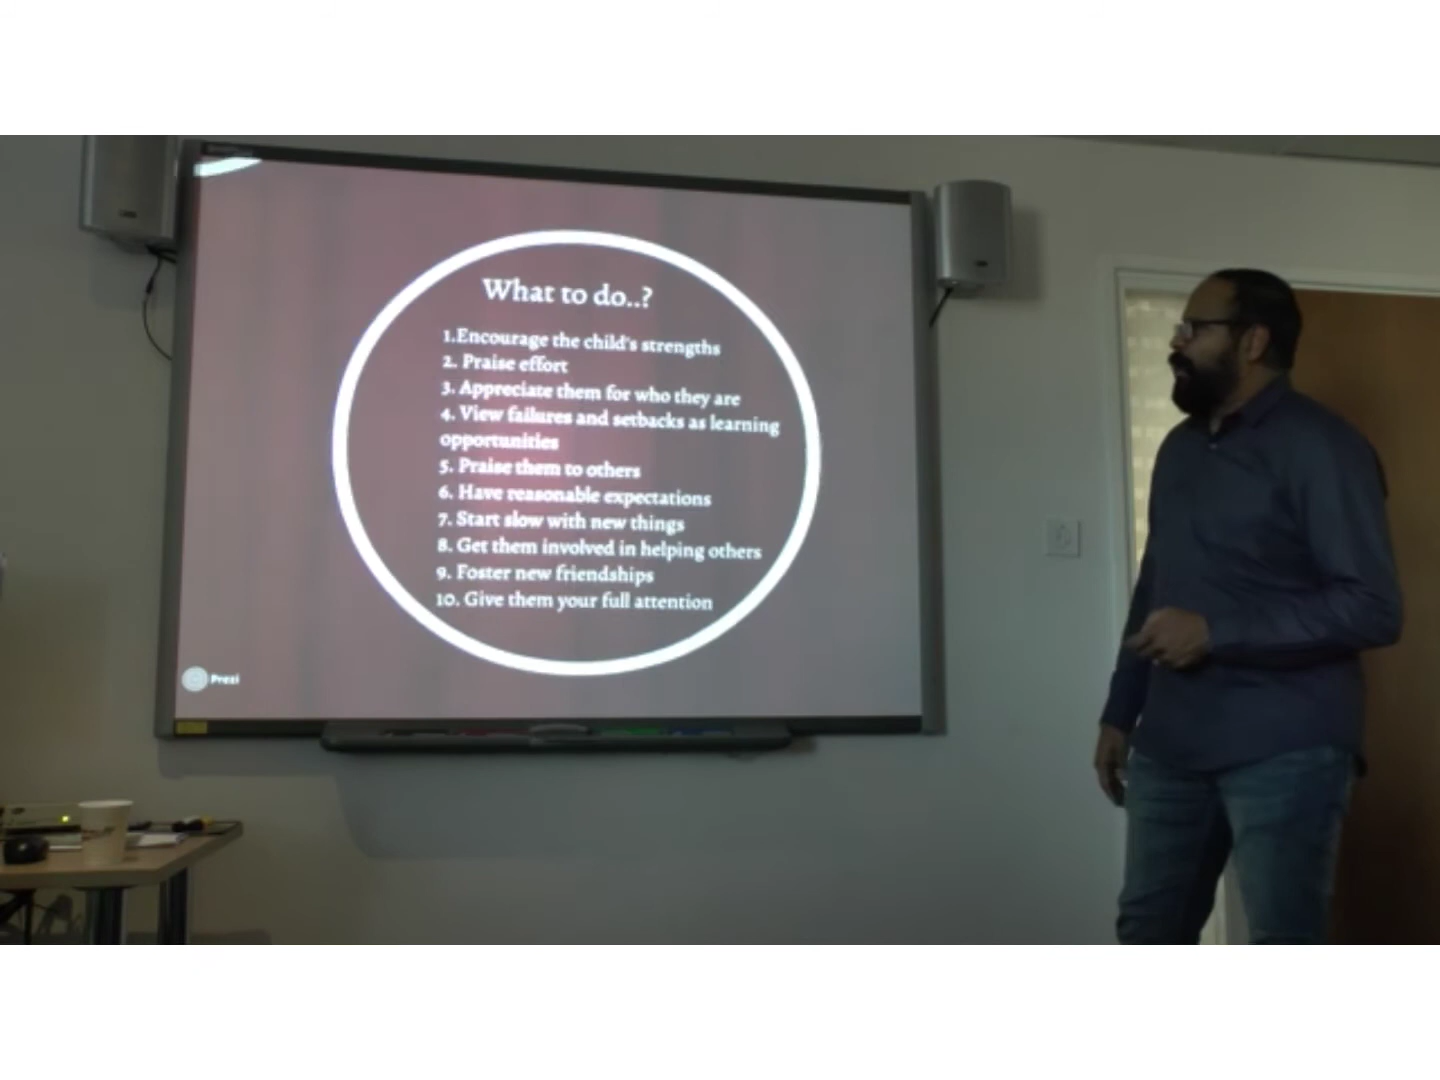 What to do..?
1.Encourage the child's strengths
2. Praise effort
3. Appreciate them for who they are
4. View failures and setbacks as learning
opportunities
5. Praise them to others
6. Have reasonable expectations
7. Start slow with new things
8. Get them involved in helping others
9. Foster new friendships
10. Give them your full attention
Prezi